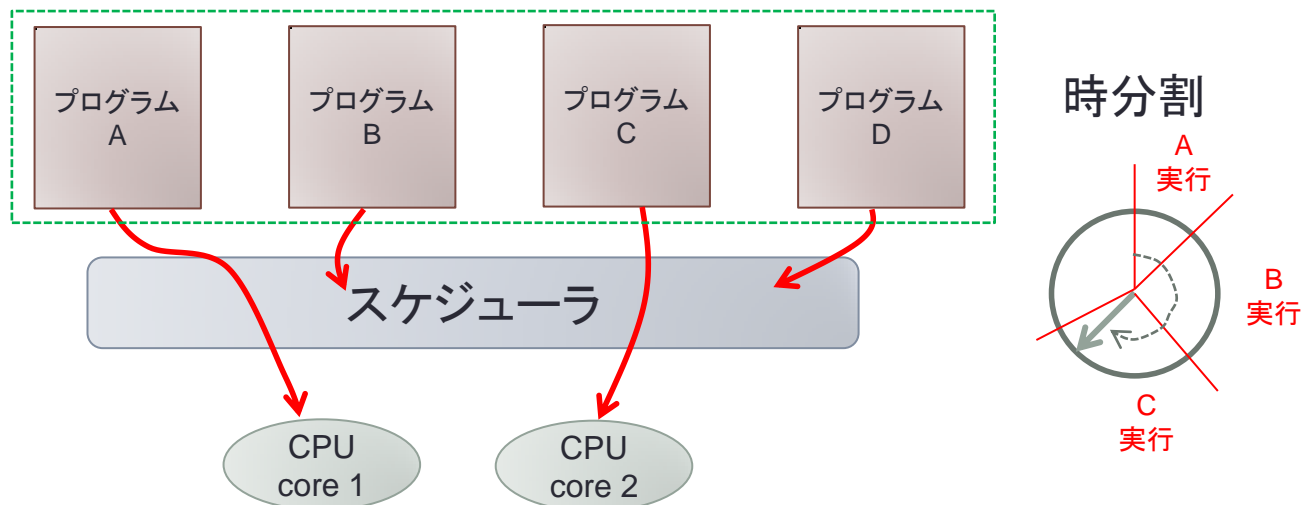 プログラム
A
プログラム
B
プログラム
C
プログラム
D
スケジューラ
CPU
core 1
CPU
core 2
時分割
A
実行
B
実行
C
実行